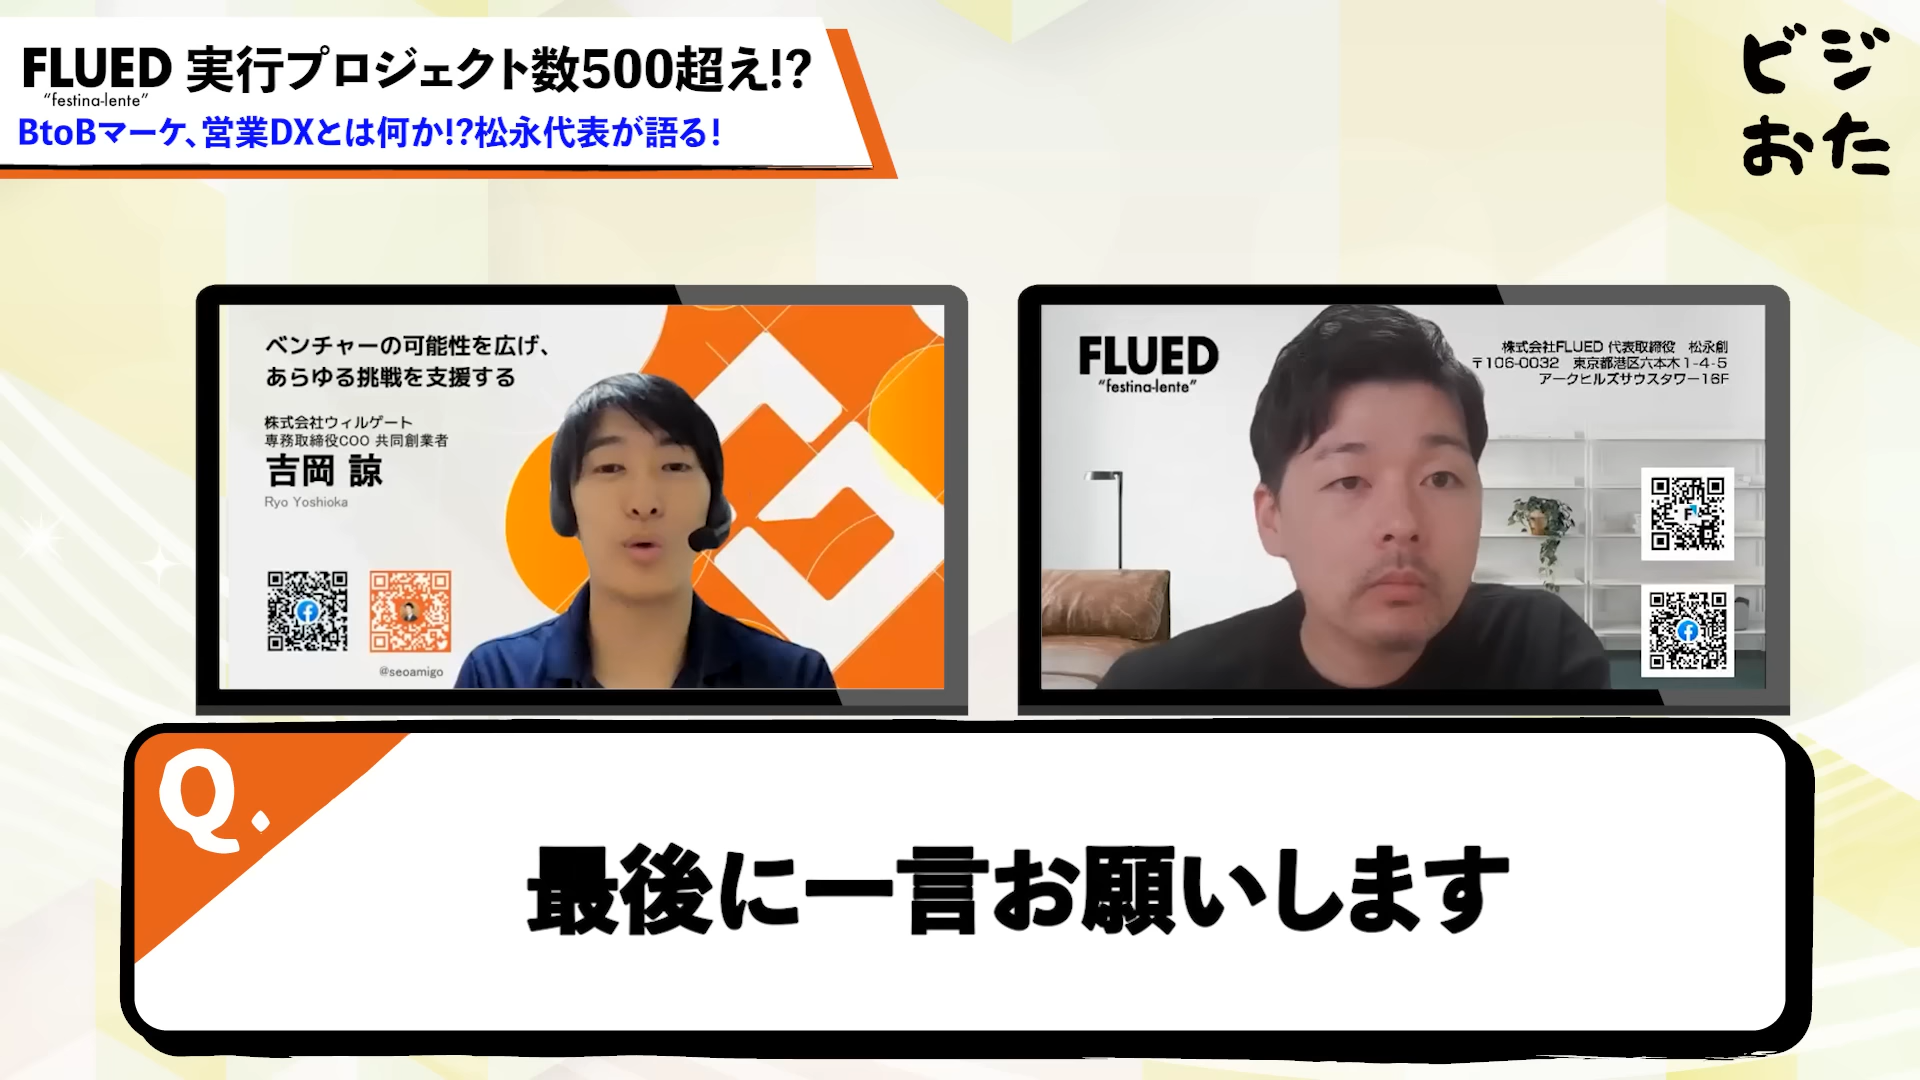 FLUED 実行プロジェクト数500超え!?
“festina-lente”
BtoBマーケ、営業DXとは何か!?松永代表が語る!
ビジ
おた
ベンチャーの可能性を広げ、
あらゆる挑戦を支援する
株式会社ウィルゲート
専務取締役COO 共同創業者
吉岡 諒
Ryo Yoshioka
@seoamigo
FLUED
“festina-lente”
株式会社FLUED 代表取締役 松永創
〒106-0032 東京都港区六本木1-4-5
アークヒルズサウスタワー16F
Q.
最後に一言お願いします